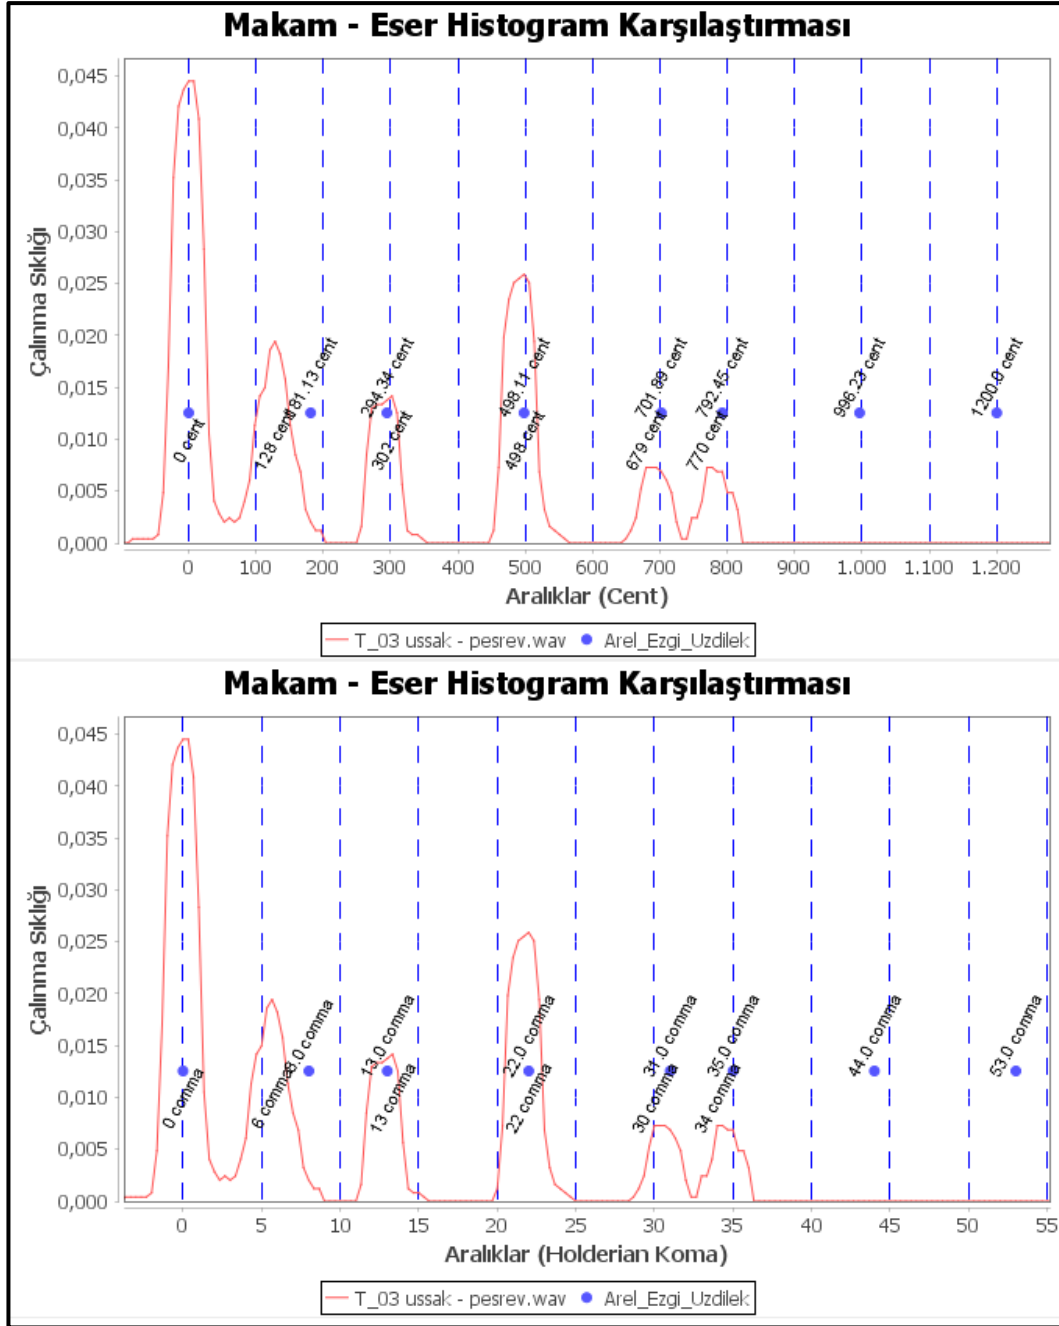 Makam - Eser Histogram Karşılaştırması
Çalınma Sıklığı
0,045
0,040
0,035
0,030
0,025
0,020
0,015
0,010
0,005
0,000
0 cent
128 cent
181.13 cent
294.34 cent
302 cent
498.11 cent
498 cent
701.89 cent
679 cent
792.45 cent
770 cent
996.23 cent
1200.0 cent
0 100 200 300 400 500 600 700 800 900 1.000 1.100 1.200
Aralıklar (Cent)
T_03 ussak - pesrev.wav Arel_Ezgi_Uzdilek
Makam - Eser Histogram Karşılaştırması
Çalınma Sıklığı
0,045
0,040
0,035
0,030
0,025
0,020
0,015
0,010
0,005
0,000
0 comma
6 comma
8.0 comma
13.0 comma
13 comma
22.0 comma
22 comma
31.0 comma
30 comma
35.0 comma
34 comma
44.0 comma
53.0 comma
0 5 10 15 20 25 30 35 40 45 50 55
Aralıklar (Holderian Koma)
T_03 ussak - pesrev.wav Arel_Ezgi_Uzdilek